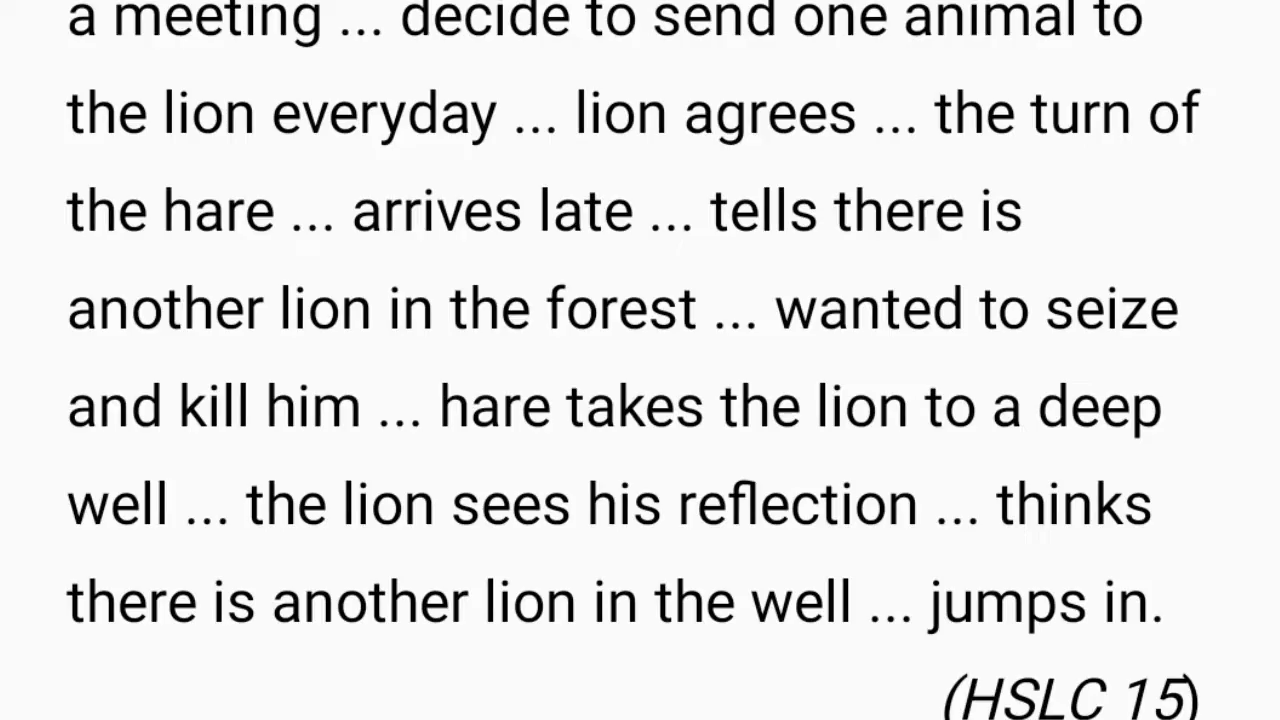 a meeting ... decide to send one animal to
the lion everyday ... lion agrees ... the turn of
the hare ... arrives late ... tells there is
another lion in the forest ... wanted to seize
and kill him ... hare takes the lion to a deep
well ... the lion sees his reflection ... thinks
there is another lion in the well ... jumps in.
(HSLC 15)